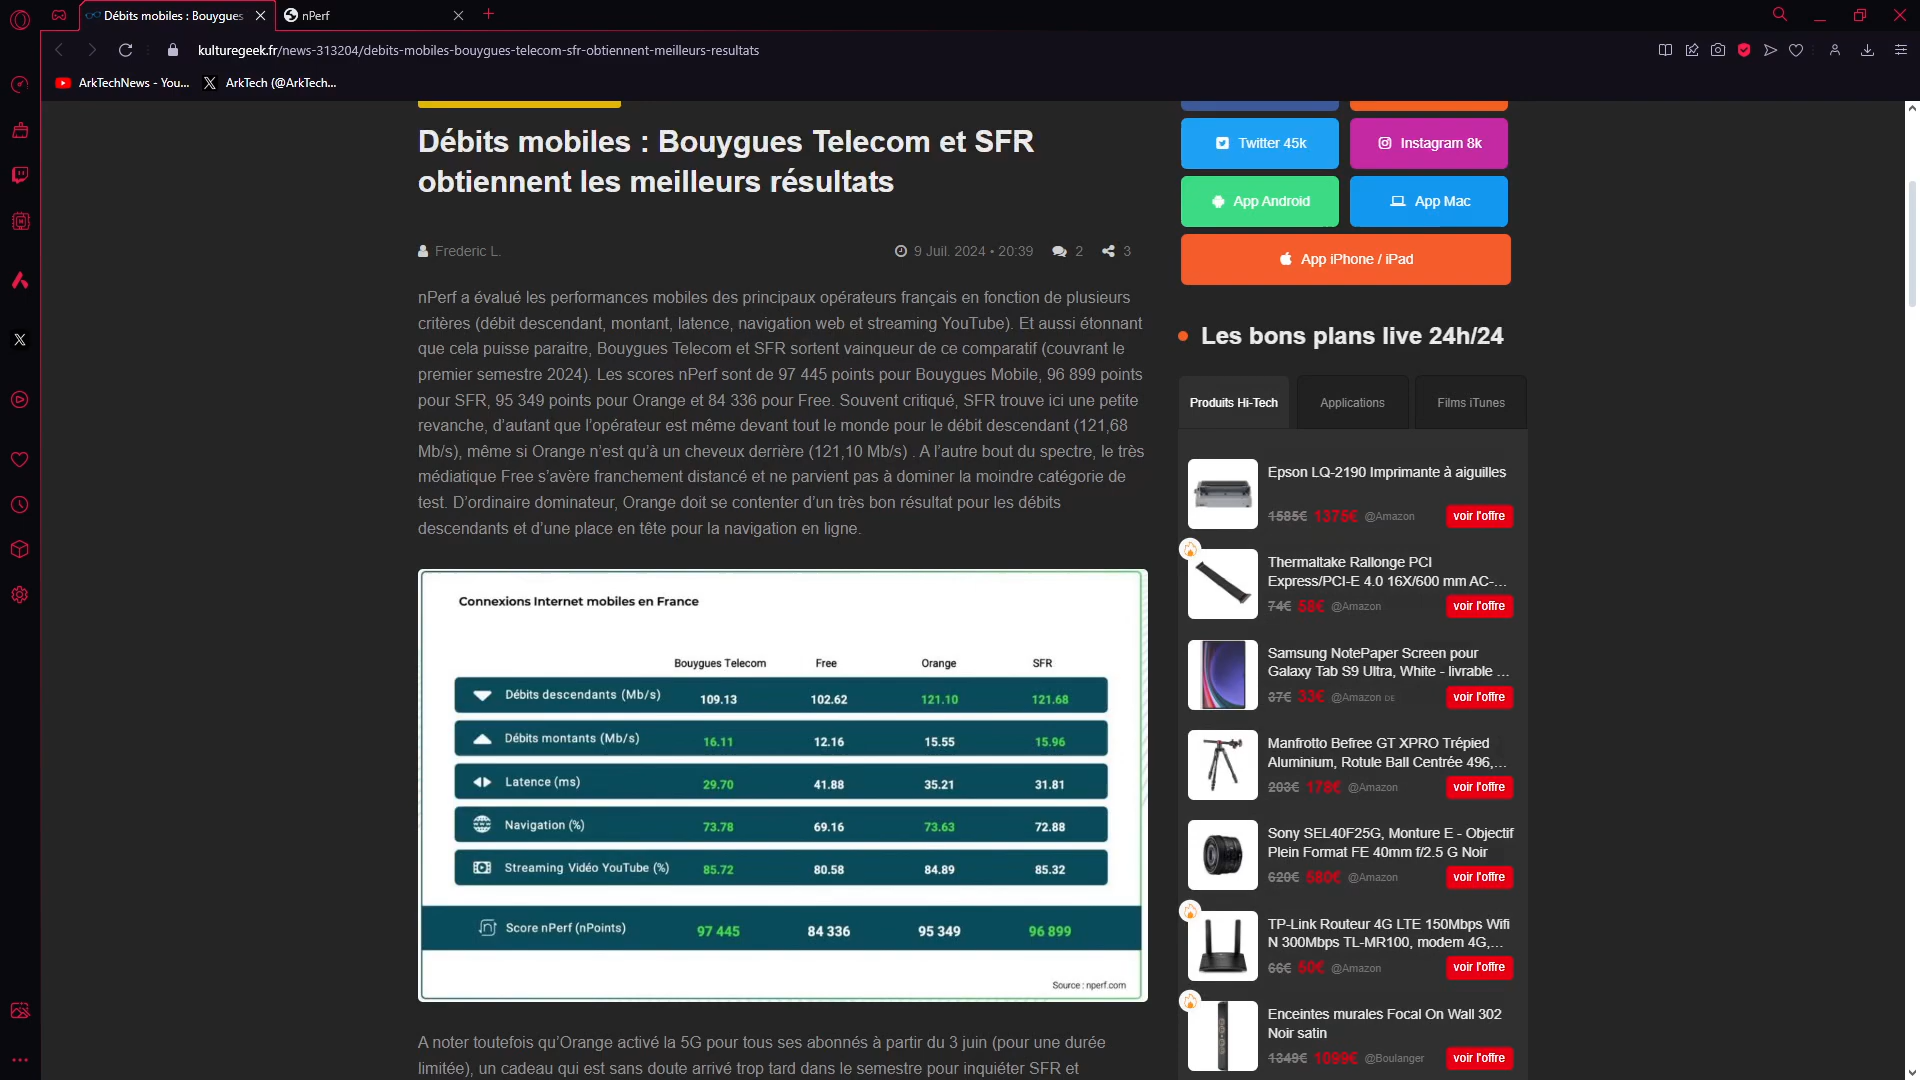 Débits mobiles : Bouygues
nPerf
kulturegeek.fr/news-313204/debits-mobiles-bouygues-telecom-sfr-obtiennent-meilleurs-resultats
ArkTechNews - You...
ArkTech (@ArkTech...
Débits mobiles : Bouygues Telecom et SFR
obtiennent les meilleurs résultats
Frederic L.
9 Juil. 2024 • 20:39
2
3
nPerf a évalué les performances mobiles des principaux opérateurs français en fonction de plusieurs
critères (débit descendant, montant, latence, navigation web et streaming YouTube). Et aussi étonnant
que cela puisse paraitre, Bouygues Telecom et SFR sortent vainqueur de ce comparatif (couvrant le
premier semestre 2024). Les scores nPerf sont de 97 445 points pour Bouygues Mobile, 96 899 points
pour SFR, 95 349 points pour Orange et 84 336 pour Free. Souvent critiqué, SFR trouve ici une petite
revanche, d'autant que l'opérateur est même devant tout le monde pour le débit descendant (121,68
Mb/s), même si Orange n'est qu'à un cheveux derrière (121,10 Mb/s) . A l'autre bout du spectre, le très
médiatique Free s'avère franchement distancé et ne parvient pas à dominer la moindre catégorie de
test. D'ordinaire dominateur, Orange doit se contenter d'un très bon résultat pour les débits
descendants et d'une place en tête pour la navigation en ligne.
Connexions Internet mobiles en France
Bouygues Telecom Free Orange SFR
Débits descendants (Mb/s) 109.13 102.62 121.10 121.68
Débits montants (Mb/s) 16.11 12.16 15.55 15.96
Latence (ms) 29.70 41.88 35.21 31.81
Navigation (%) 73.78 69.16 73.63 72.88
Streaming Vidéo YouTube (%) 85.72 80.58 84.89 85.32
Score nPerf (nPoints) 97 445 84 336 95 349 96 899
Source : nperf.com
A noter toutefois qu'Orange activé la 5G pour tous ses abonnés à partir du 3 juin (pour une durée
limitée), un cadeau qui est sans doute arrivé trop tard dans le semestre pour inquiéter SFR et
Twitter 45k
Instagram 8k
App Android
App Mac
App iPhone / iPad
Les bons plans live 24h/24
Produits Hi-Tech
Applications
Films iTunes
Epson LQ-2190 Imprimante à aiguilles
1585€ 1375€ @Amazon
voir l'offre
Thermaltake Rallonge PCI
Express/PCI-E 4.0 16X/600 mm AC-...
74€ 58€ @Amazon
voir l'offre
Samsung NotePaper Screen pour
Galaxy Tab S9 Ultra, White - livrable ...
37€ 33€ @Amazon DE
voir l'offre
Manfrotto Befree GT XPRO Trépied
Aluminium, Rotule Ball Centrée 496,...
203€ 178€ @Amazon
voir l'offre
Sony SEL40F25G, Monture E - Objectif
Plein Format FE 40mm f/2.5 G Noir
620€ 580€ @Amazon
voir l'offre
TP-Link Routeur 4G LTE 150Mbps Wifi
N 300Mbps TL-MR100, modem 4G,...
66€ 50€ @Amazon
voir l'offre
Enceintes murales Focal On Wall 302
Noir satin
1349€ 1099€ @Boulanger
voir l'offre